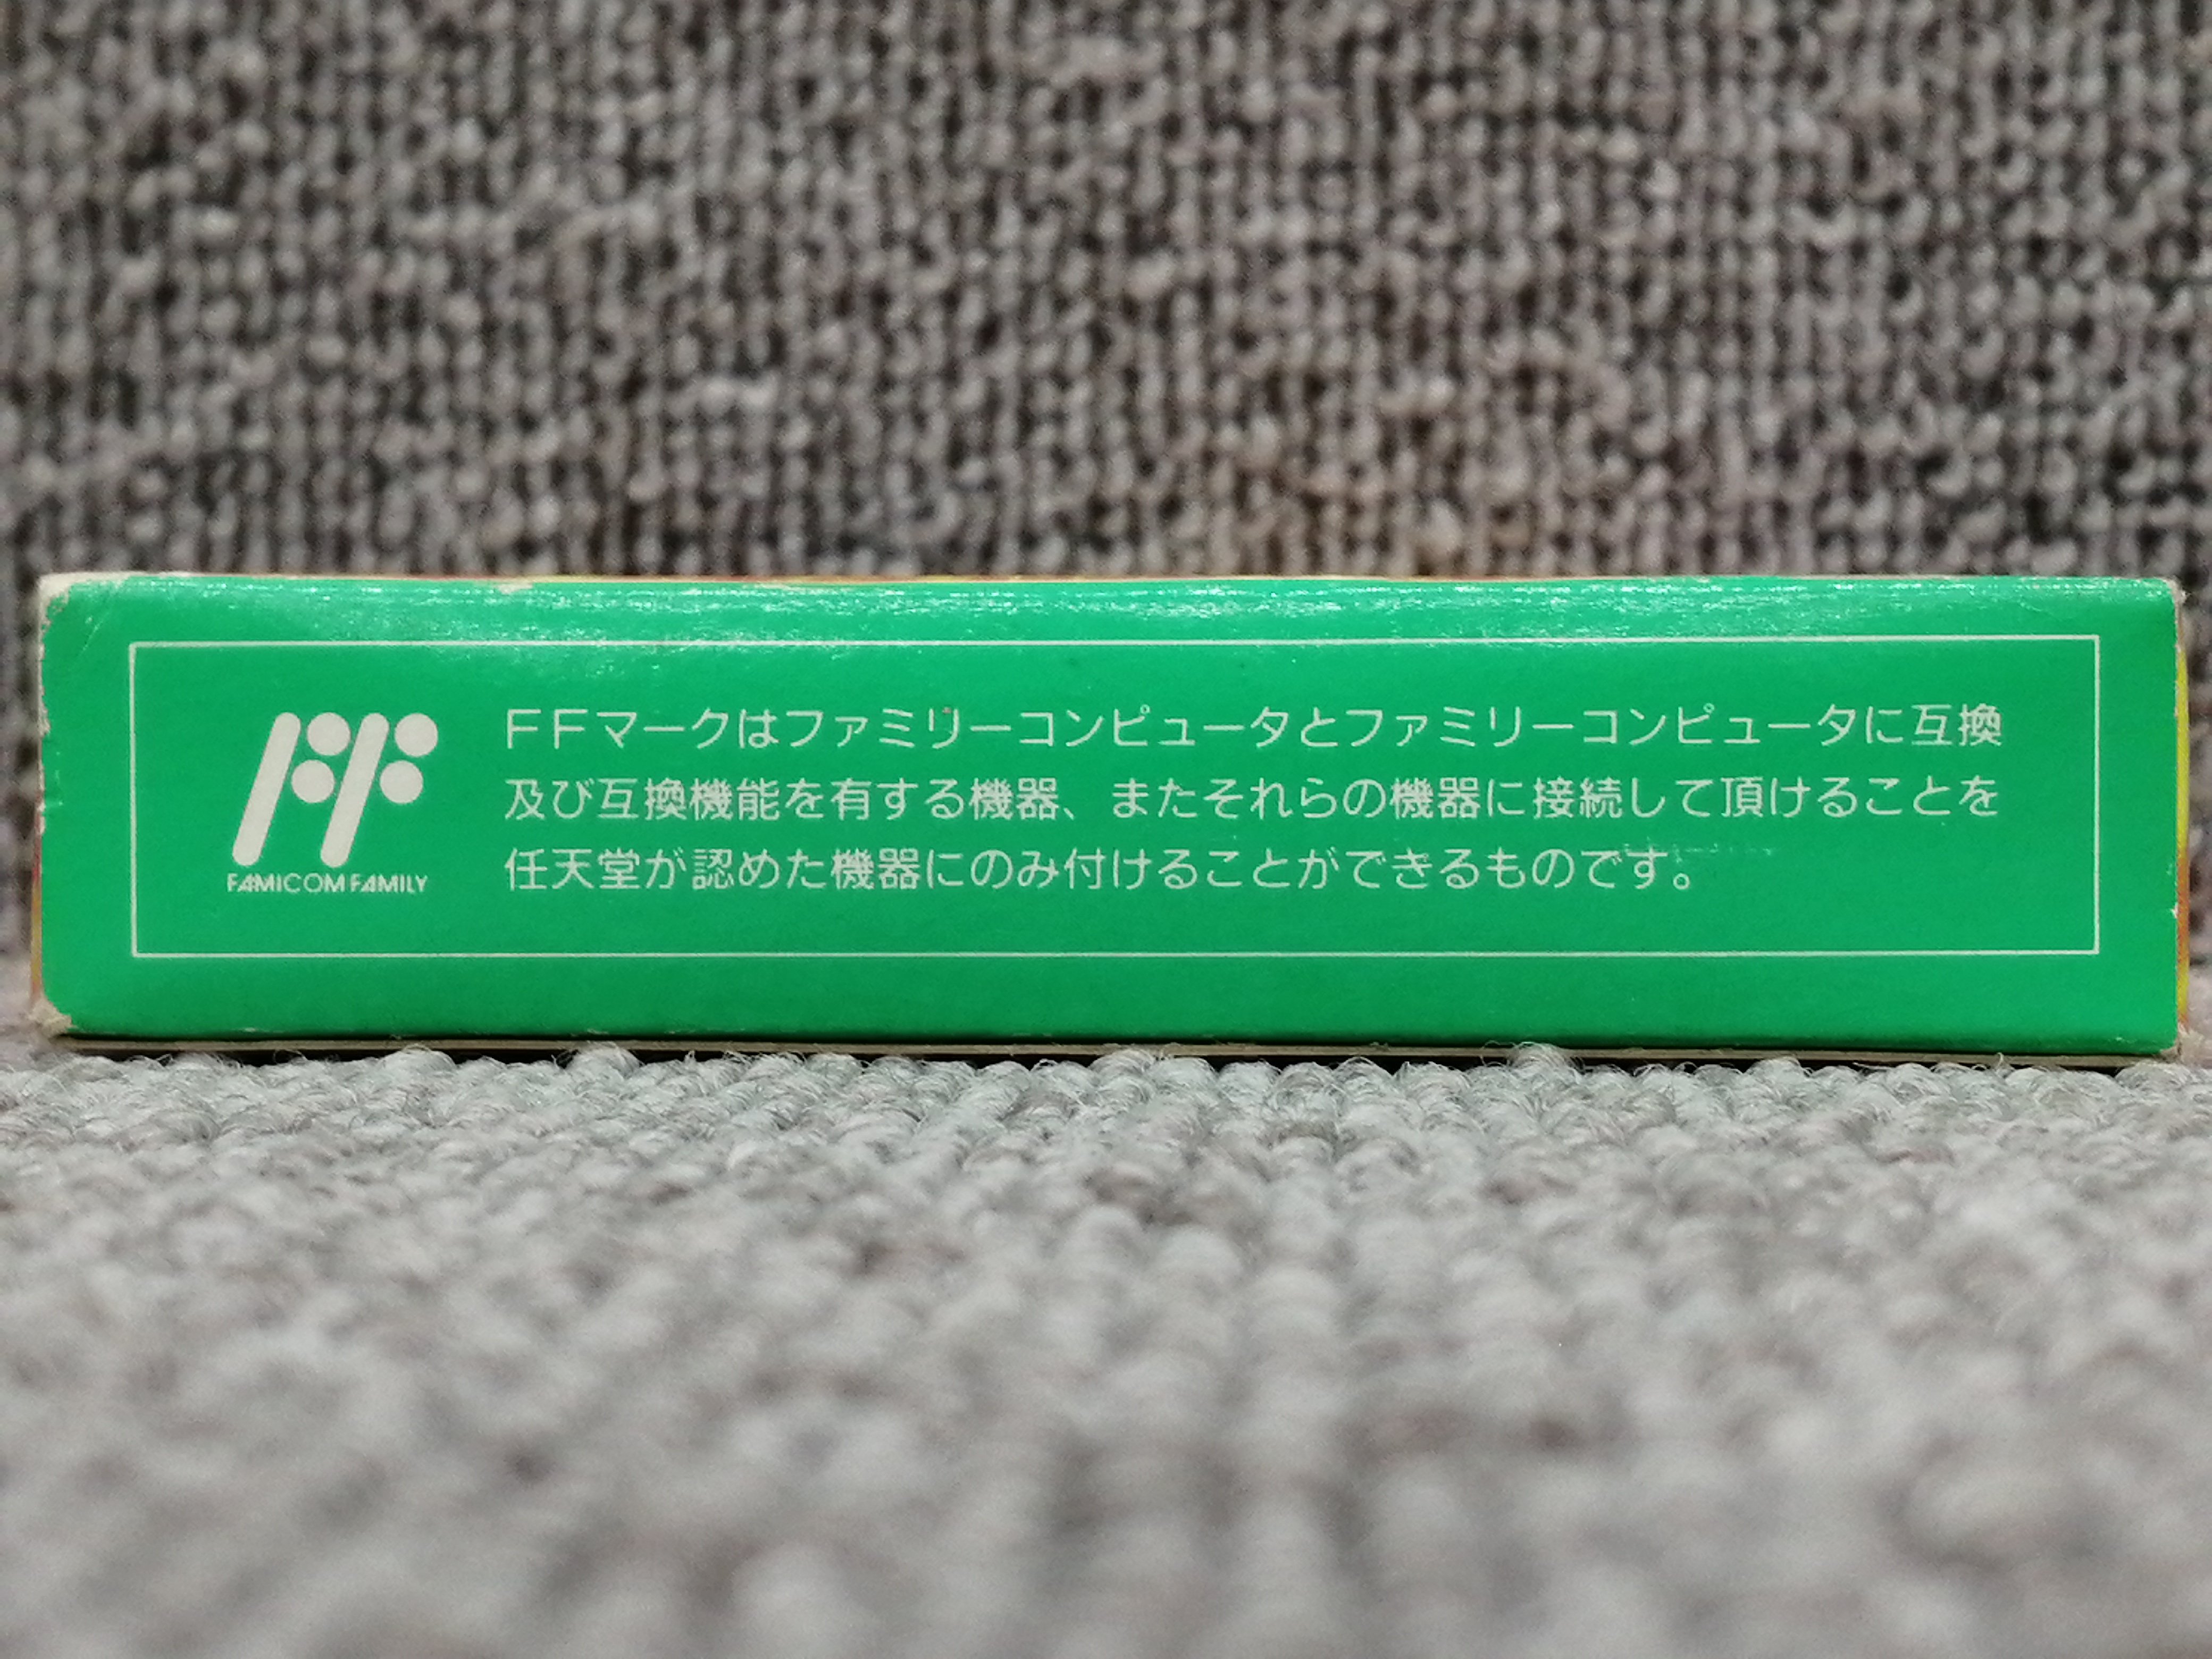 FAMICOM FAMILY
FFマークはファミリーコンピュータとファミリーコンピュータに互換
及び互換機能を有する機器、またそれらの機器に接続して頂けることを
任天堂が認めた機器にのみ付けることができるものです。